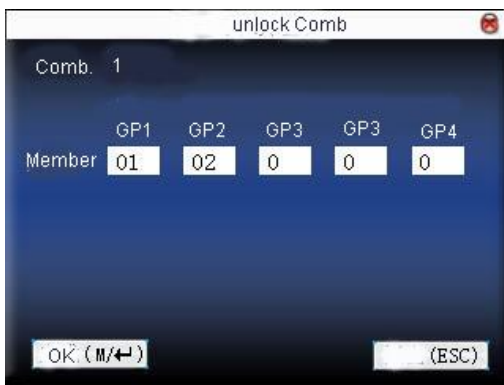 unlock Comb
Comb. 1
GP1 GP2 GP3 GP3 GP4
Member 01 02 0 0 0
OK (M/↵) (ESC)